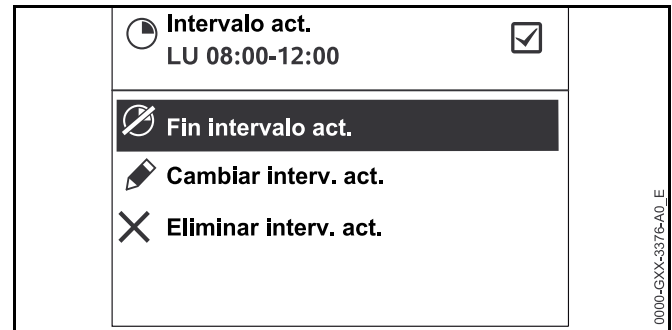 Intervalo act.
LU 08:00-12:00
Fin intervalo act.
Cambiar interv. act.
Eliminar interv. act.
0000-GXX-3376-A0_E